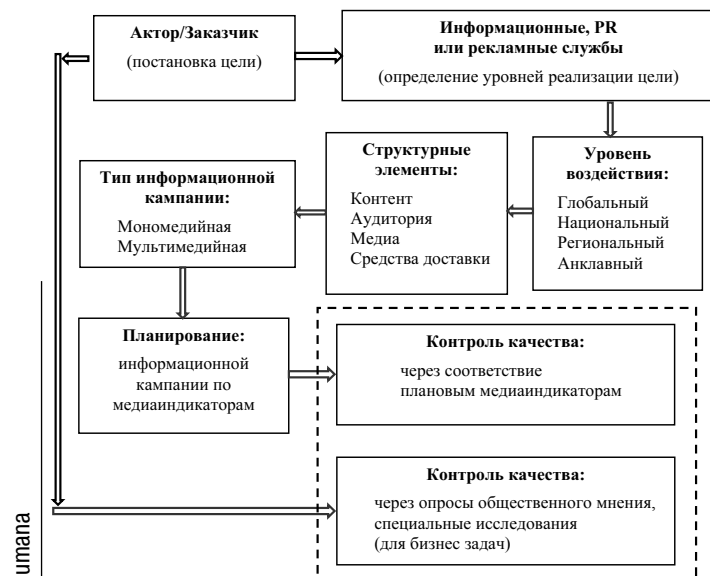 Актор/Заказчик
(постановка цели)
Информационные, PR
или рекламные службы
(определение уровней реализации цели)
Тип информационной
кампании:
Мономедийная
Мультимедийная
Структурные
элементы:
Контент
Аудитория
Медиа
Средства доставки
Уровень
воздействия:
Глобальный
Национальный
Региональный
Анклавный
Планирование:
информационной
кампании по
медиаиндикаторам
Контроль качества:
через соответствие
плановым медиаиндикаторам
Контроль качества:
через опросы общественного мнения,
специальные исследования
(для бизнес задач)
umana